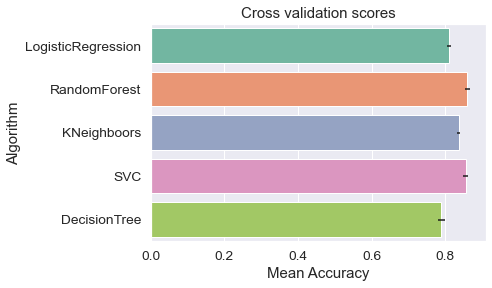 Cross validation scores
Algorithm
LogisticRegression
RandomForest
KNeighboors
SVC
DecisionTree
0.0 0.2 0.4 0.6 0.8
Mean Accuracy